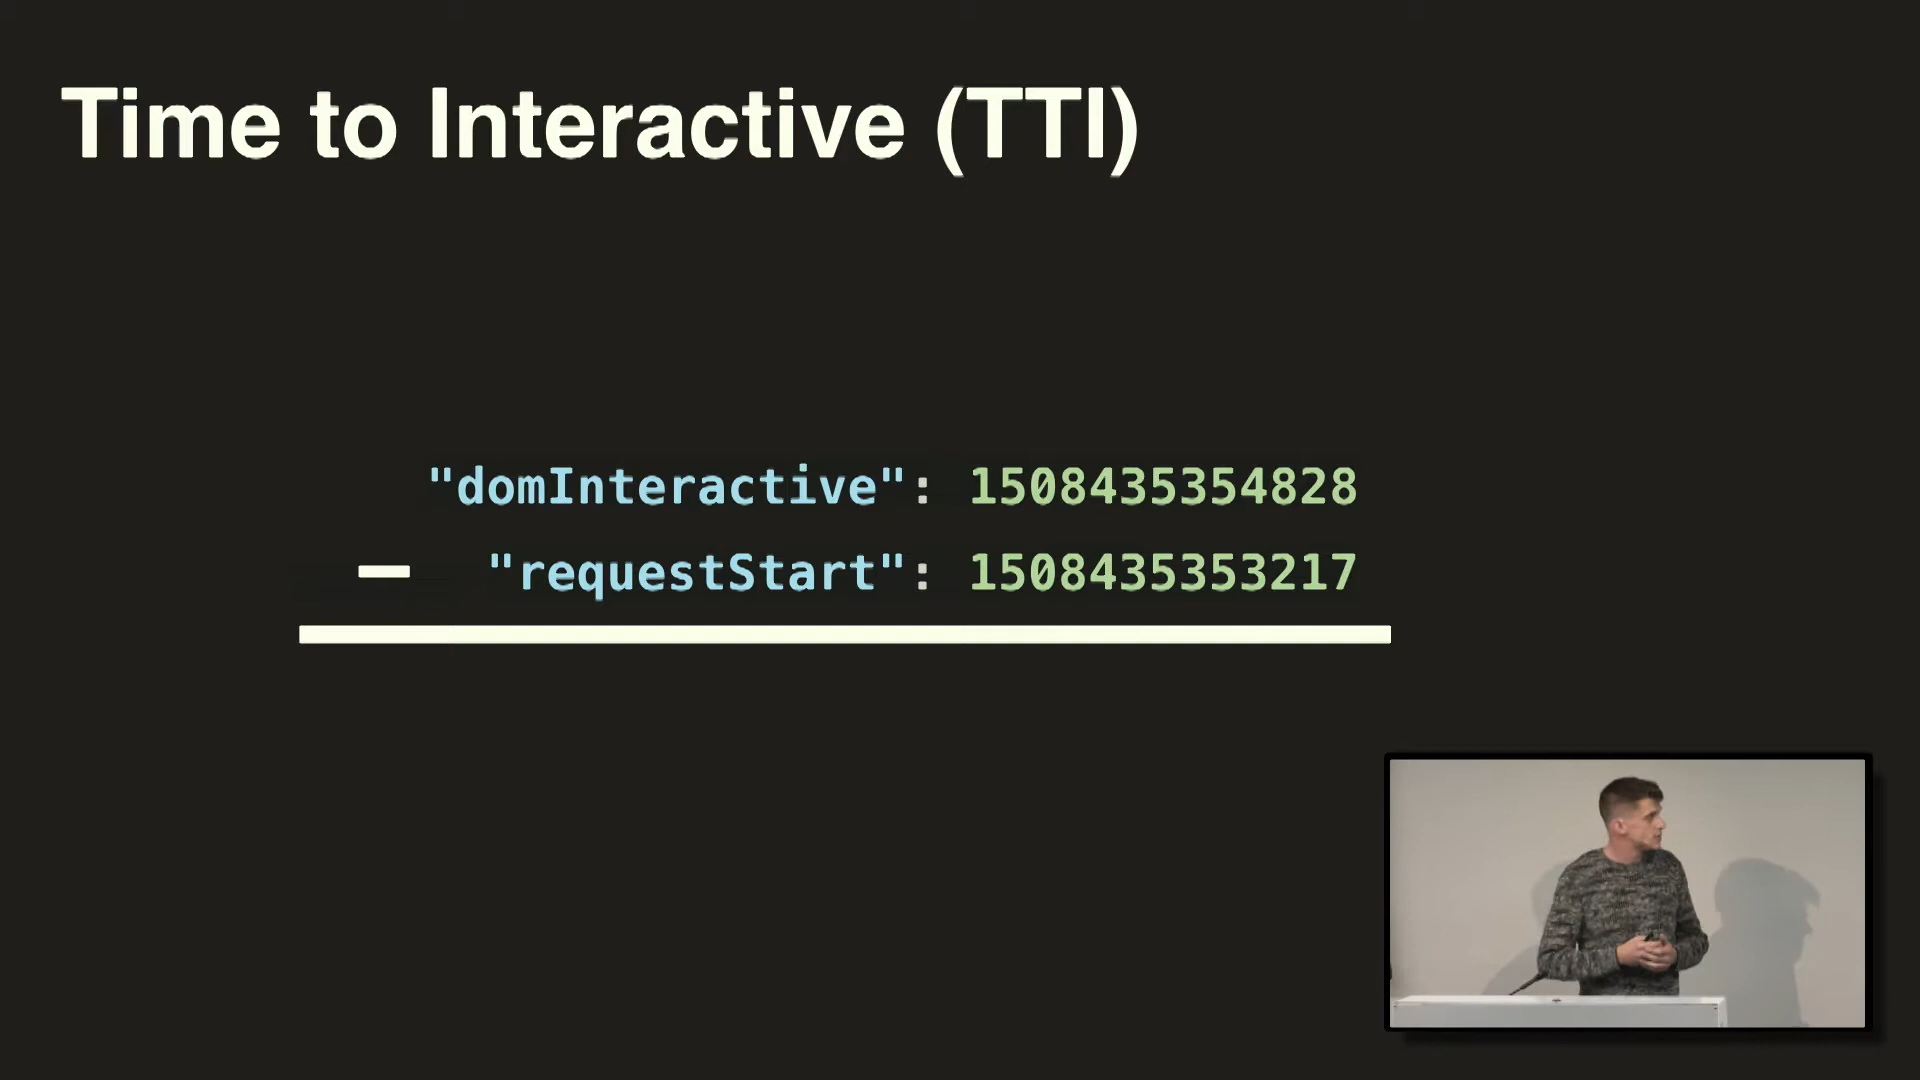 Time to Interactive (TTI)
"domInteractive": 1508435354828
— "requestStart": 1508435353217